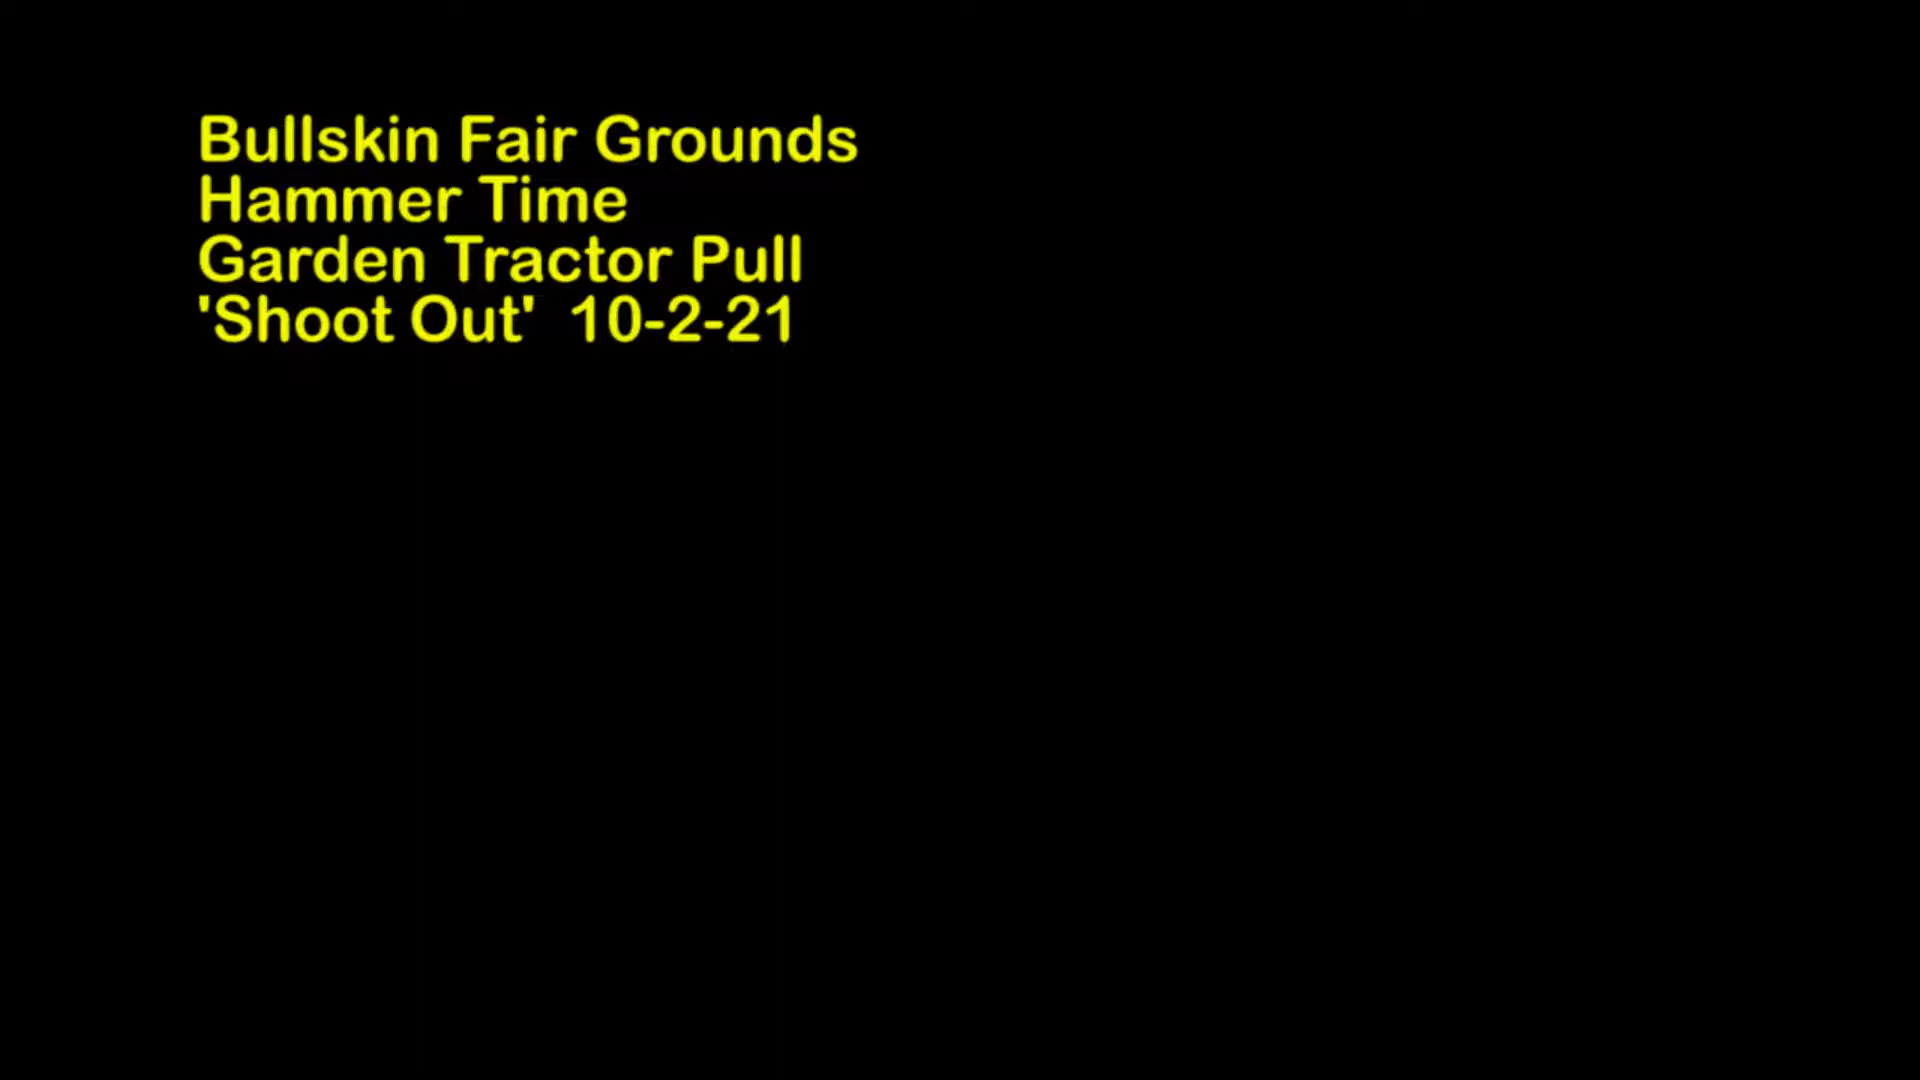 Bullskin Fair Grounds
Hammer Time
Garden Tractor Pull
'Shoot Out'  10-2-21